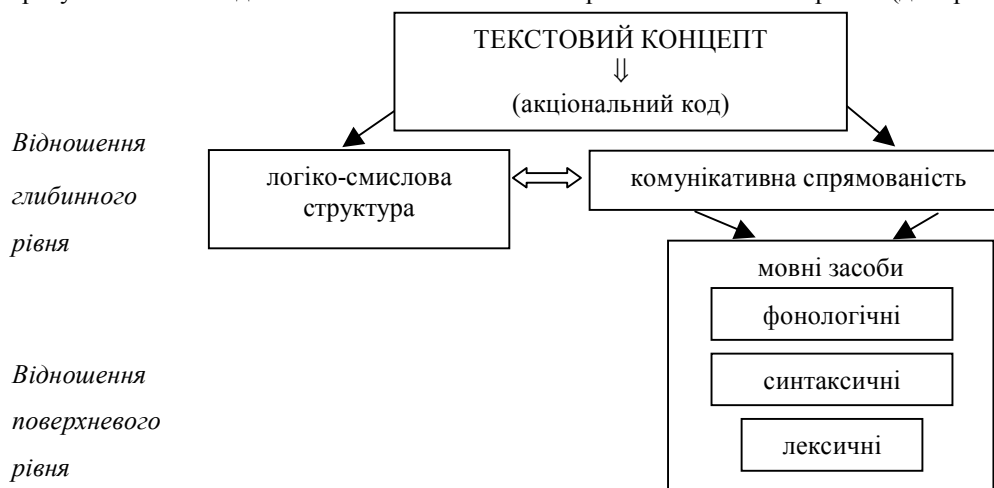 ТЕКСТОВИЙ КОНЦЕПТ
⇓
(акціональний код)
Відношення
глибинного
рівня
логіко-смислова
структура
комунікативна спрямованість
мовні засоби
фонологічні
синтаксичні
лексичні
Відношення
поверхневого
рівня